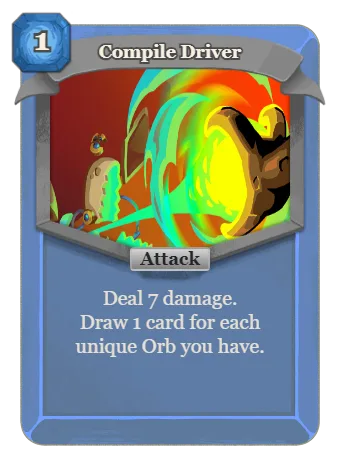 1
Compile Driver
Attack
Deal 7 damage.
Draw 1 card for each
unique Orb you have.